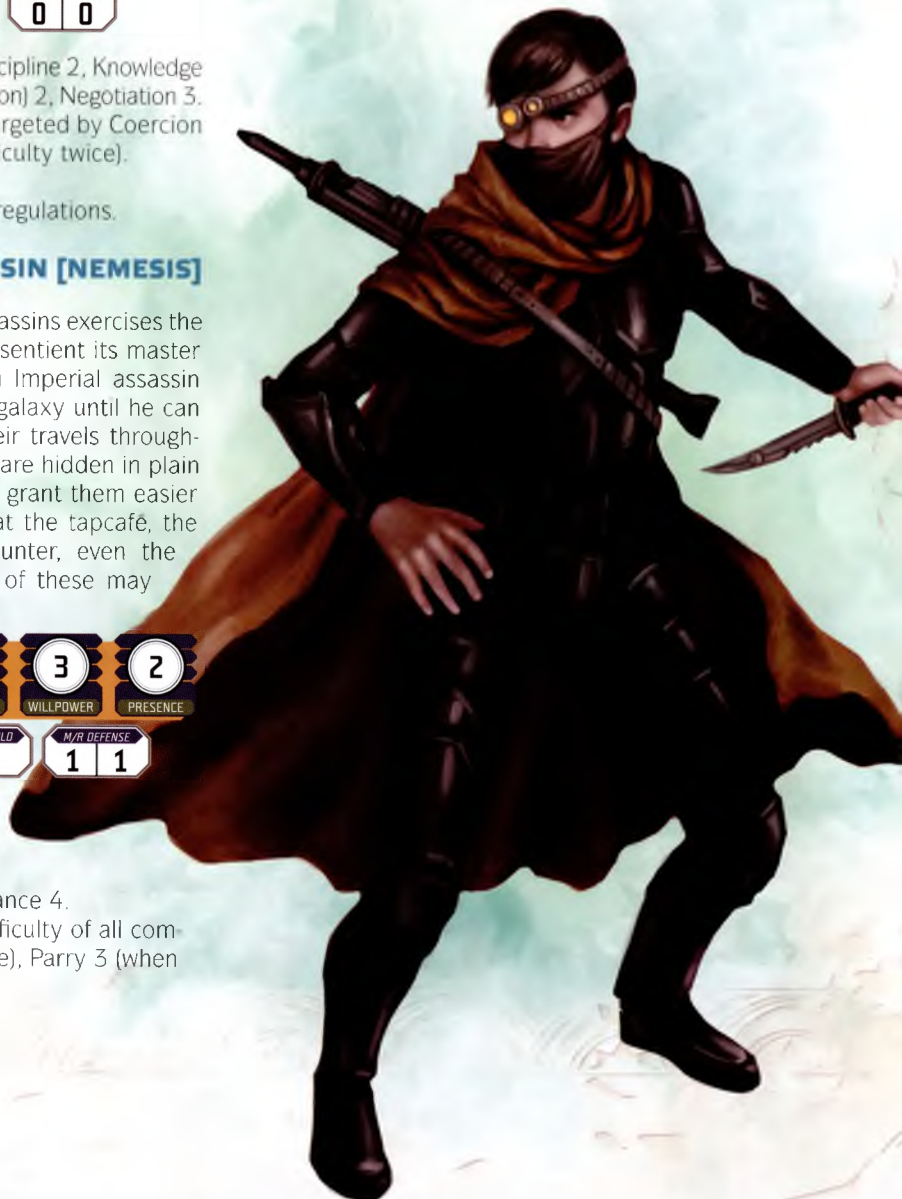 0 0
cipline 2, Knowledge
on) 2, Negotiation 3.
rgeted by Coercion
culty twice).
regulations.
SIN [NEMESIS]
assins exercises the
sentient its master
Imperial assassin
galaxy until he can
eir travels through-
are hidden in plain
grant them easier
at the tapcafé, the
unter, even the
of these may
3 2
WILLPOWER PRESENCE
LD M/R DEFENSE
1 1
ance 4.
ficulty of all com-
e), Parry 3 (when